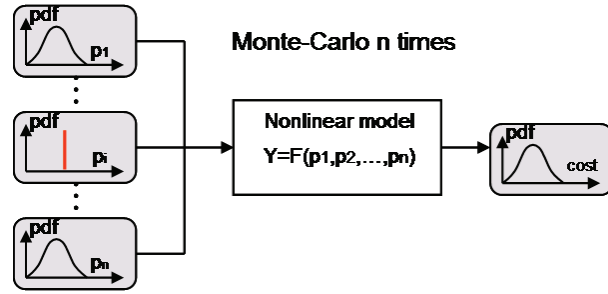 pdf
p1
Monte-Carlo n times
pdf
pi
Nonlinear model
Y=F(p1,p2,...,pn)
pdf
cost
pdf
pn